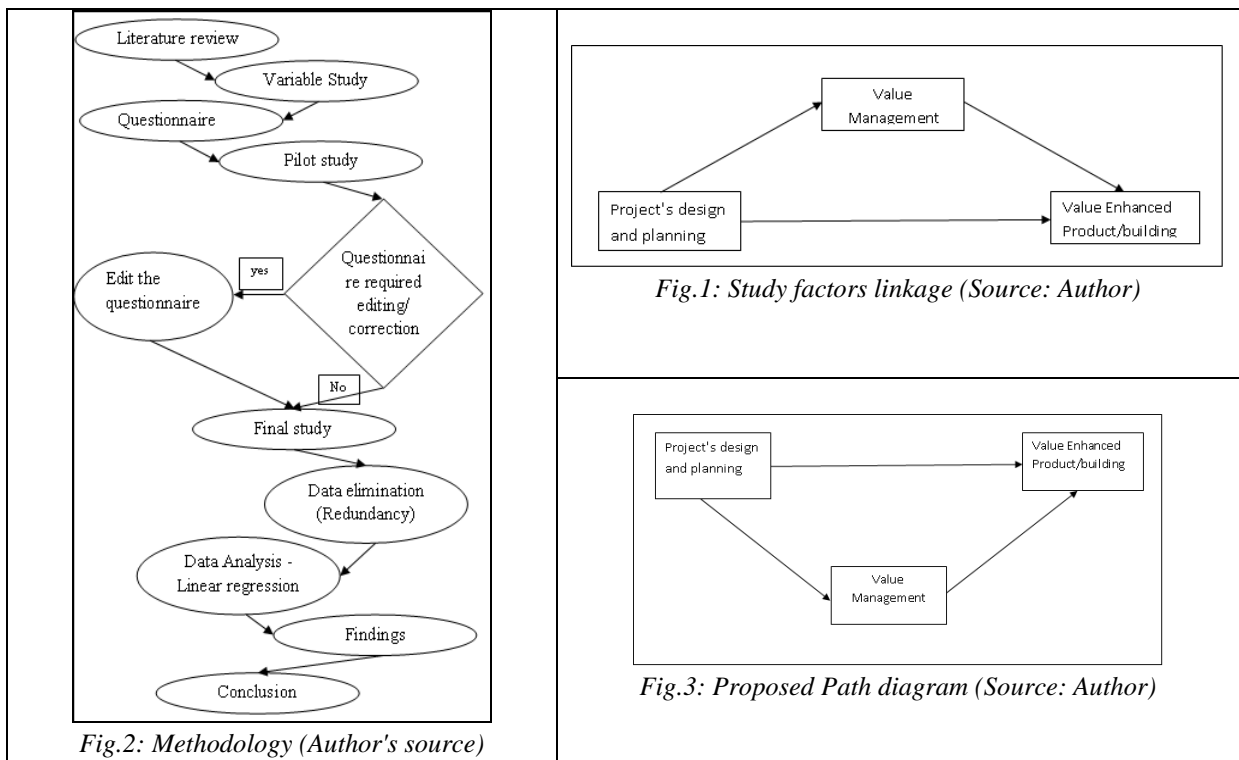 Literature review
Variable Study
Questionnaire
Pilot study
Questionnai
re required
editing/
correction
yes
Edit the
questionnaire
No
Final study
Data elimination
(Redundancy)
Data Analysis -
Linear regression
Findings
Conclusion
Fig.2: Methodology (Author's source)
Value
Management
Project's design
and planning
Value Enhanced
Product/building
Fig.1: Study factors linkage (Source: Author)
Project's design
and planning
Value Enhanced
Product/building
Value
Management
Fig.3: Proposed Path diagram (Source: Author)